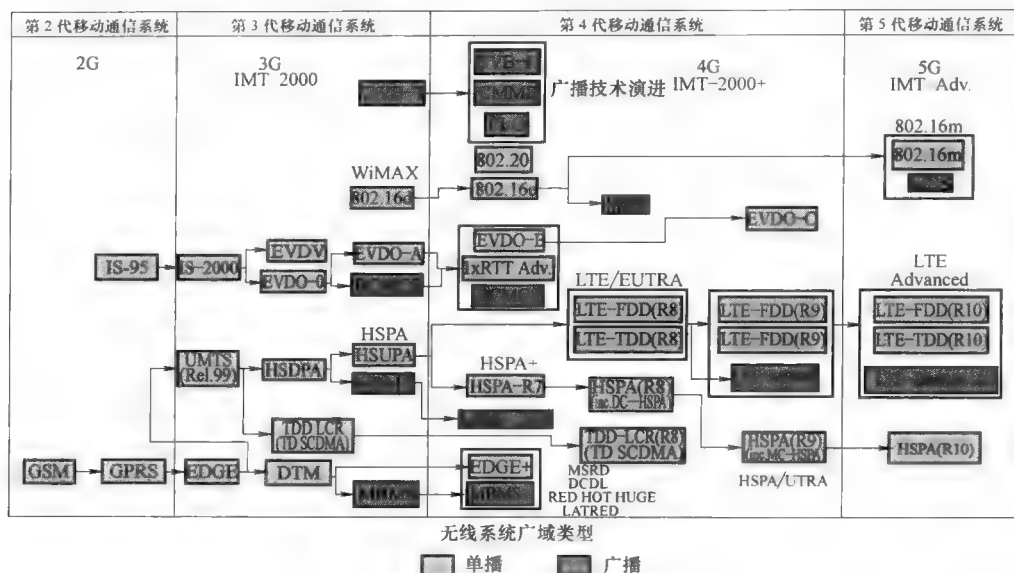 第2代移动通信系统
第3代移动通信系统
第4代移动通信系统
第5代移动通信系统
2G
3G
IMT 2000
4G
IMT-2000+
5G
IMT Adv.
广播技术演进
802.16m
802.16m
802.20
WiMAX
802.16d
EVDO-C
EVDO-B
IS-95
IS-2000
EVDV
EVDO-A
EVDO-0
1xRTT Adv.
LTE/EUTRA
LTE
Advanced
LTE-FDD(R8
LTE-FDD(R9)
LTE-FDD(R10)
LTE-TDD(R8
LTE-FDD(R9)
LTE-TDD(R10)
HSPA
UMTS
(Rel.99)
HSDPA
HSUPA
HSPA+
HSPA-R7
HSPA(R8
inc.DC-HSPA
TDD LCR
(TD SCDMA)
TDD-LCR(R8
(TD SCDMA)
HSPA(R9)
inc.MC-HSPA
HSPA/UTRA
HSPA(R10)
GSM
GPRS
EDGE
DTM
EDGE+
MSRD
DCDL
RED HOT HUGE
LATRED
无线系统广域类型
单播
广播